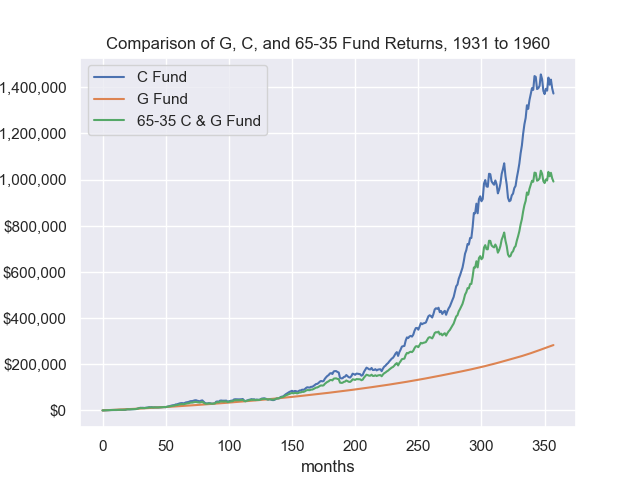 Comparison of G, C, and 65-35 Fund Returns, 1931 to 1960
C Fund
G Fund
65-35 C & G Fund
1,400,000
1,200,000
1,000,000
$800,000
$600,000
$400,000
$200,000
$0
0 50 100 150 200 250 300 350
months